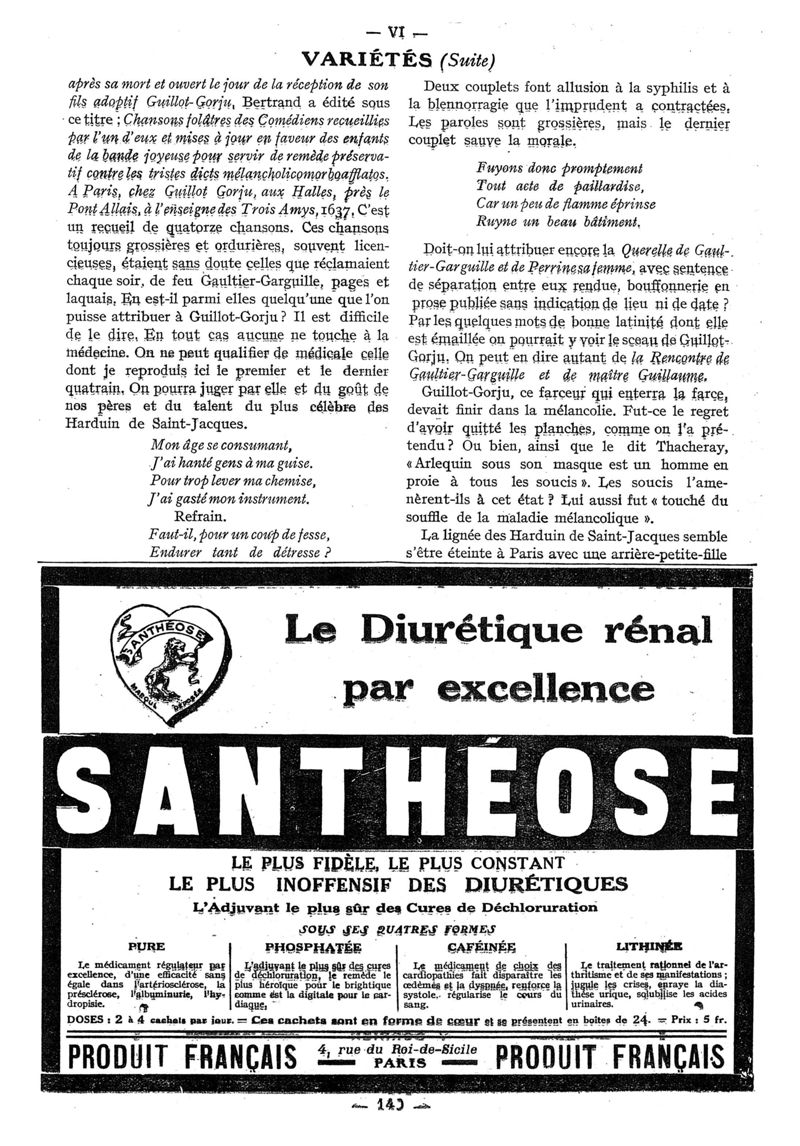 — VI —
VARIÉTÉS (Suite)
après sa mort et ouvert le jour de la réception de son
fils adoptif Guillot-Gorju, Bertrand a édité sous
ce titre : Chansons folâtres des Comédiens recueillies
par l'un d'eux et mises à jour en faveur des enfants
de la bande joyeuse pour servir de remède préserva-
tif contre les tristes dicts mélancholicomorboafflatos.
A Paris, chez Guillot Gorju, aux Halles, près le
Pont Allais, à l'enseigne des Trois Amys, 1637. C'est
un recueil de quatorze chansons. Ces chansons
toujours grossières et ordurières, souvent licen-
cieuses, étaient sans doute celles que réclamaient
chaque soir, de feu Gaultier-Garguille, pages et
laquais. En est-il parmi elles quelqu'une que l'on
puisse attribuer à Guillot-Gorju ? Il est difficile
de le dire. En tout cas aucune ne touche à la
médecine. On ne peut qualifier de médicale celle
dont je reproduis ici le premier et le dernier
quatrain. On pourra juger par elle et du goût de
nos pères et du talent du plus célèbre des
Harduin de Saint-Jacques.
Mon âge se consumant,
J'ai hanté gens à ma guise.
Pour trop lever ma chemise,
J'ai gasté mon instrument.
Refrain.
Faut-il, pour un coup de fesse,
Endurer tant de détresse ?
Deux couplets font allusion à la syphilis et à
la blennorragie que l'imprudent a contractées.
Les paroles sont grossières, mais le dernier
couplet sauve la morale.
Fuyons donc promptement
Tout acte de paillardise,
Car un peu de flamme éprinse
Ruyne un beau bâtiment.
Doit-on lui attribuer encore la Querelle de Gaul-
tier-Garguille et de Perrine sa femme, avec sentence
de séparation entre eux rendue, bouffonnerie en
prose publiée sans indication de lieu ni de date ?
Par les quelques mots de bonne latinité dont elle
est émaillée on pourrait y voir le sceau de Guillot-
Gorju. On peut en dire autant de la Rencontre de
Gaultier-Garguille et de maître Guillaume.
Guillot-Gorju, ce farceur qui enterra la farce,
devait finir dans la mélancolie. Fut-ce le regret
d'avoir quitté les planches, comme on l'a pré-
tendu ? Ou bien, ainsi que le dit Thacheray,
« Arlequin sous son masque est un homme en
proie à tous les soucis ». Les soucis l'ame-
nèrent-ils à cet état ? Lui aussi fut « touché du
souffle de la maladie mélancolique ».
La lignée des Harduin de Saint-Jacques semble
s'être éteinte à Paris avec une arrière-petite-fille
SANTHÉOSE
MARQUE DÉPOSÉE
Le Diurétique rénal
par excellence
SANTHÉOSE
LE PLUS FIDÈLE, LE PLUS CONSTANT
LE PLUS INOFFENSIF DES DIURÉTIQUES
L'Adjuvant le plus sûr des Cures de Déchloruration
SOUS SES QUATRES FORMES
PURE
Le médicament régulateur par
excellence, d'une efficacité sans
égale dans l'artériosclérose, la
présclérose, l'albuminurie, l'hy-
dropisie.
PHOSPHATÉE
L'adjuvant le plus sûr des cures
de déchloruration, le remède le
plus héroïque pour le brightique
comme est la digitale pour le car-
diaque.
CAFÉINÉE
Le médicament de choix des
cardiopathies fait disparaître les
œdèmes et la dyspnée, renforce la
systole, régularise le cours du
sang.
LITHINÉE
Le traitement rationnel de l'ar-
thritisme et de ses manifestations ;
jugule les crises, enraye la dia-
thèse urique, solubilise les acides
urinaires.
DOSES : 2 à 4 cachets par jour. — Ces cachets sont en forme de cœur et se présentent en boîtes de 24. — Prix : 5 fr.
PRODUIT FRANÇAIS
4, rue du Roi-de-Sicile
PARIS
PRODUIT FRANÇAIS